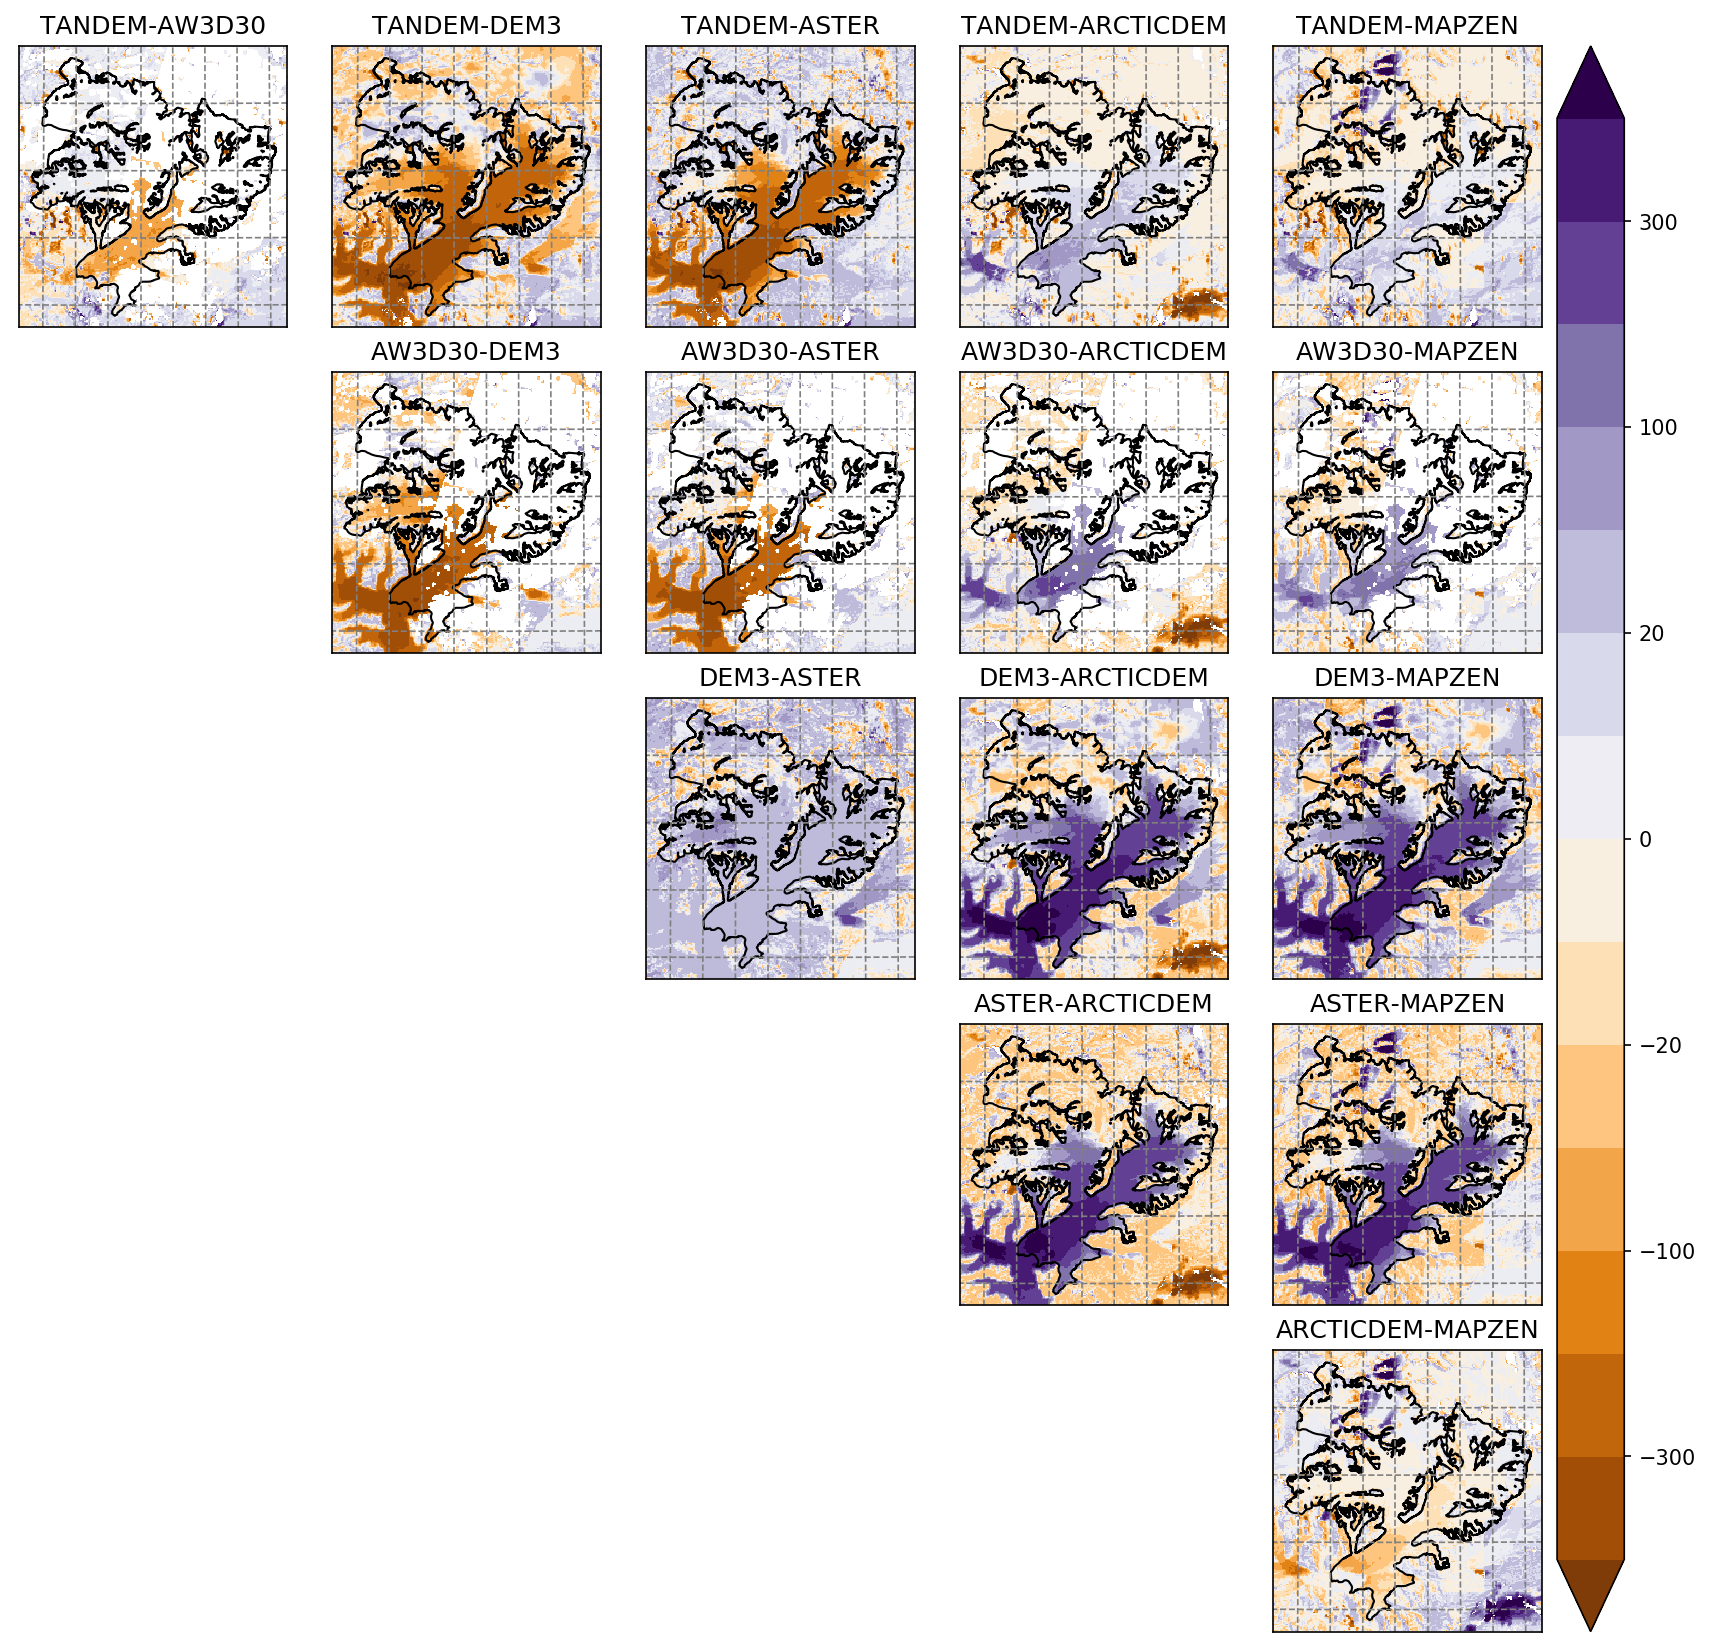 TANDEM-AW3D30
TANDEM-DEM3
TANDEM-ASTER
TANDEM-ARCTICDEM
TANDEM-MAPZEN
AW3D30-DEM3
AW3D30-ASTER
AW3D30-ARCTICDEM
AW3D30-MAPZEN
DEM3-ASTER
DEM3-ARCTICDEM
DEM3-MAPZEN
ASTER-ARCTICDEM
ASTER-MAPZEN
ARCTICDEM-MAPZEN
300
100
20
0
−20
−100
−300